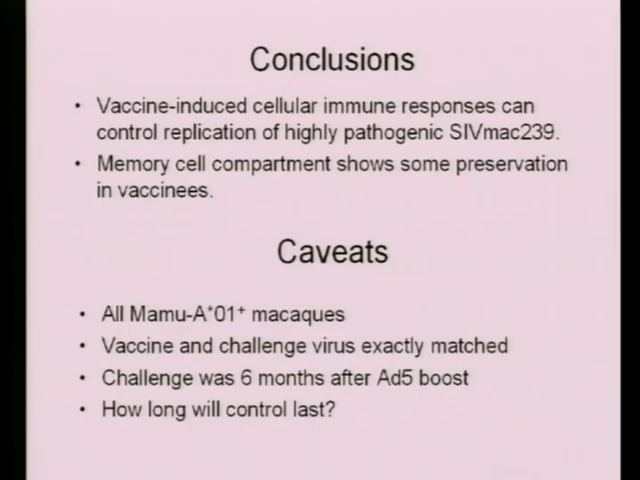 Conclusions
• Vaccine-induced cellular immune responses can
control replication of highly pathogenic SIVmac239.
• Memory cell compartment shows some preservation
in vaccinees.
Caveats
• All Mamu-A*01+ macaques
• Vaccine and challenge virus exactly matched
• Challenge was 6 months after Ad5 boost
• How long will control last?